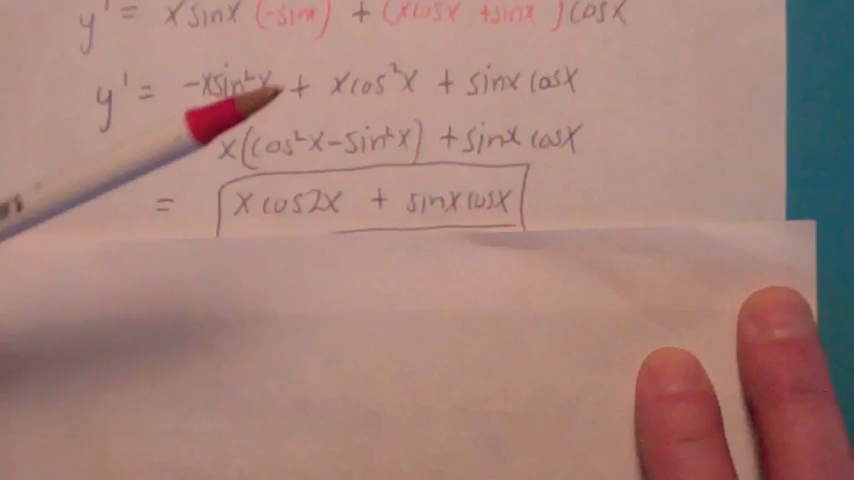 y' = x sinx (-sinx) + (xcosx + sinx) cosx
y' = -xsin²x + xcos²x + sinx cosx
x(cos²x - sin²x) + sinx cosx
= x cos2x + sinx cosx